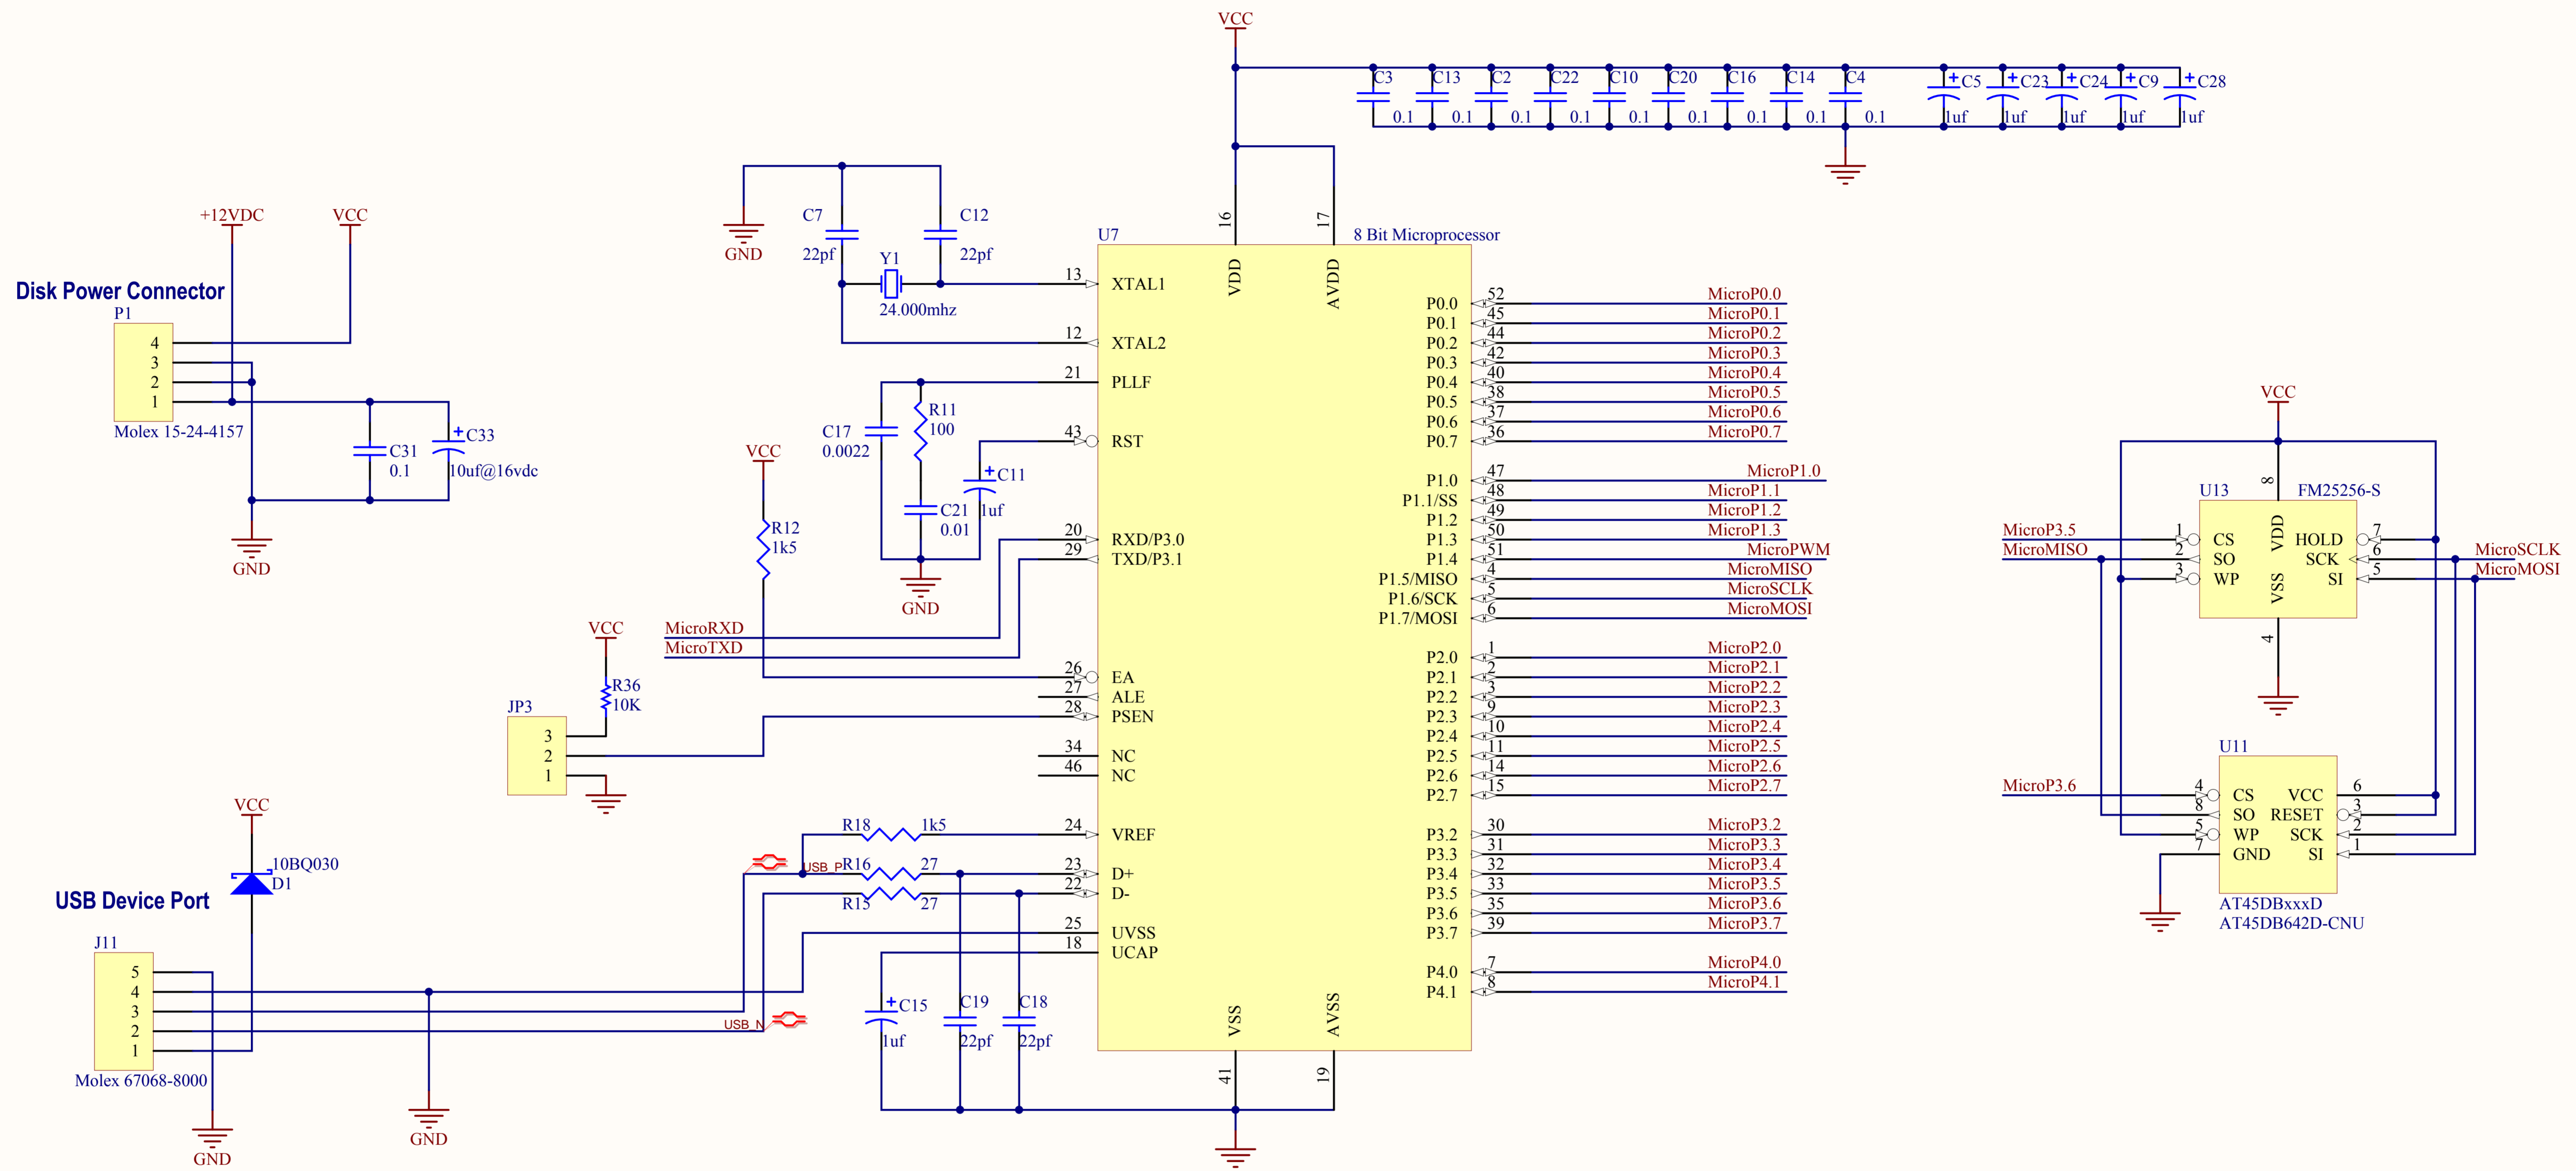 VCC
C3
C13
C2
C22
C10
C20
C16
C14
C4
+ C5
+ C23
+ C24
+ C9
+ C28
0.1
0.1
0.1
0.1
0.1
0.1
0.1
0.1
0.1
1uf
1uf
1uf
1uf
1uf
+12VDC
VCC
Disk Power Connector
P1
4
3
2
1
Molex 15-24-4157
C31
0.1
+ C33
10uf@16vdc
GND
GND
C7
22pf
C12
22pf
Y1
24.000mhz
C17
0.0022
R11
100
C21
0.01
+ C11
1uf
GND
VCC
R12
1k5
MicroRXD
MicroTXD
VCC
R36
10K
JP3
3
2
1
VCC
10BQ030
D1
USB Device Port
J11
5
4
3
2
1
Molex 67068-8000
GND
GND
R18 1k5
USB_P R16 27
R15 27
USB_N
+ C15
1uf
C19
22pf
C18
22pf
U7
8 Bit Microprocessor
16 VDD
17 AVDD
13 XTAL1
12 XTAL2
21 PLLF
43 RST
20 RXD/P3.0
29 TXD/P3.1
26 EA
27 ALE
28 PSEN
34 NC
46 NC
24 VREF
23 D+
22 D-
25 UVSS
18 UCAP
VSS 41
AVSS 19
P0.0 52 MicroP0.0
P0.1 45 MicroP0.1
P0.2 44 MicroP0.2
P0.3 42 MicroP0.3
P0.4 40 MicroP0.4
P0.5 38 MicroP0.5
P0.6 37 MicroP0.6
P0.7 36 MicroP0.7
P1.0 47 MicroP1.0
P1.1/SS 48 MicroP1.1
P1.2 49 MicroP1.2
P1.3 50 MicroP1.3
P1.4 51 MicroPWM
P1.5/MISO 4 MicroMISO
P1.6/SCK 5 MicroSCLK
P1.7/MOSI 6 MicroMOSI
P2.0 1 MicroP2.0
P2.1 2 MicroP2.1
P2.2 3 MicroP2.2
P2.3 9 MicroP2.3
P2.4 10 MicroP2.4
P2.5 11 MicroP2.5
P2.6 14 MicroP2.6
P2.7 15 MicroP2.7
P3.2 30 MicroP3.2
P3.3 31 MicroP3.3
P3.4 32 MicroP3.4
P3.5 33 MicroP3.5
P3.6 35 MicroP3.6
P3.7 39 MicroP3.7
P4.0 7 MicroP4.0
P4.1 8 MicroP4.1
VCC
U13
FM25256-S
8 VDD
MicroP3.5 1 CS
MicroMISO 2 SO
3 WP
HOLD 7
SCK 6 MicroSCLK
SI 5 MicroMOSI
VSS 4
U11
MicroP3.6 4 CS
8 SO
5 WP
7 GND
VCC 6
RESET 3
SCK 2
SI 1
AT45DBxxxD
AT45DB642D-CNU